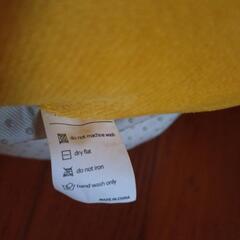 do not machine wash
dry flat
do not iron
hand wash only
MADE IN CHINA